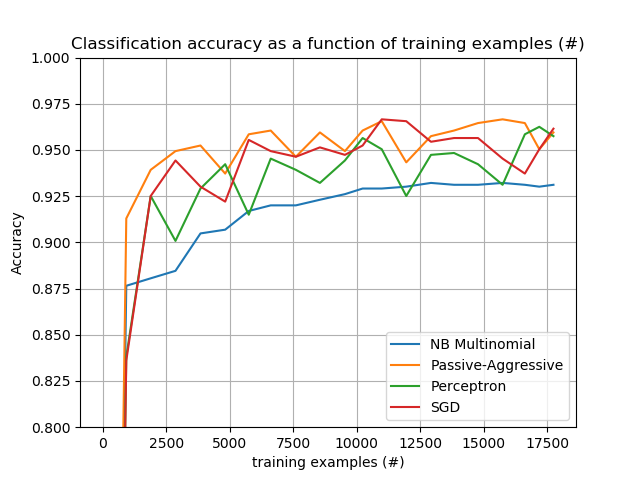 Classification accuracy as a function of training examples (#)
1.000
0.975
0.950
0.925
0.900
0.875
0.850
0.825
0.800
Accuracy
NB Multinomial
Passive-Aggressive
Perceptron
SGD
0 2500 5000 7500 10000 12500 15000 17500
training examples (#)